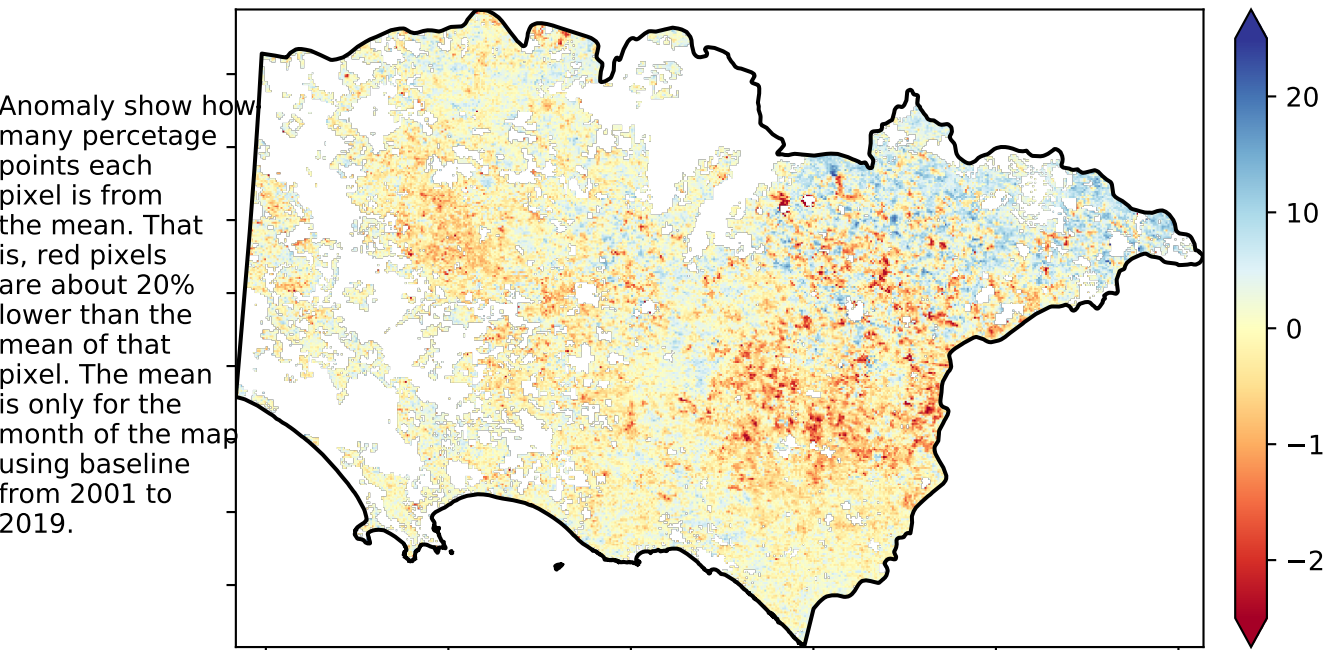 Anomaly show how
many percetage
points each
pixel is from
the mean. That
is, red pixels
are about 20%
lower than the
mean of that
pixel. The mean
is only for the
month of the map
using baseline
from 2001 to
2019.
20
10
0
−1
−2